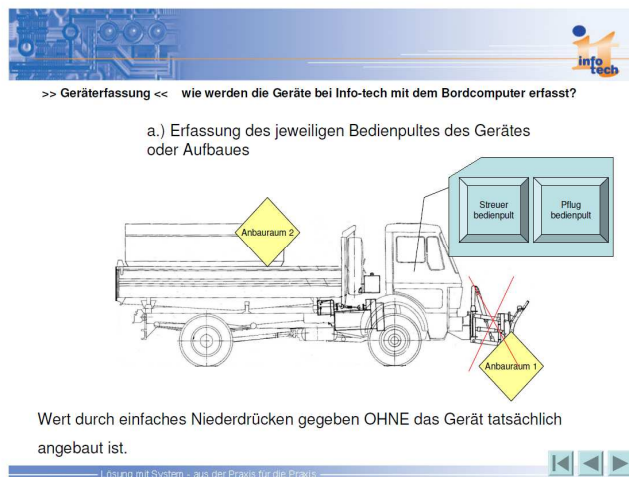 info
tech
>> Geräterfassung << wie werden die Geräte bei Info-tech mit dem Bordcomputer erfasst?
a.) Erfassung des jeweiligen Bedienpultes des Gerätes
oder Aufbaues
Streuer
bedienpult
Pflug
bedienpult
Anbauraum 2
Anbauraum 1
Wert durch einfaches Niederdrücken gegeben OHNE das Gerät tatsächlich
angebaut ist.
Lösung mit System - aus der Praxis für die Praxis